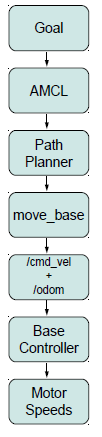 Goal
AMCL
Path
Planner
move_base
/cmd_vel
+
/odom
Base
Controller
Motor
Speeds